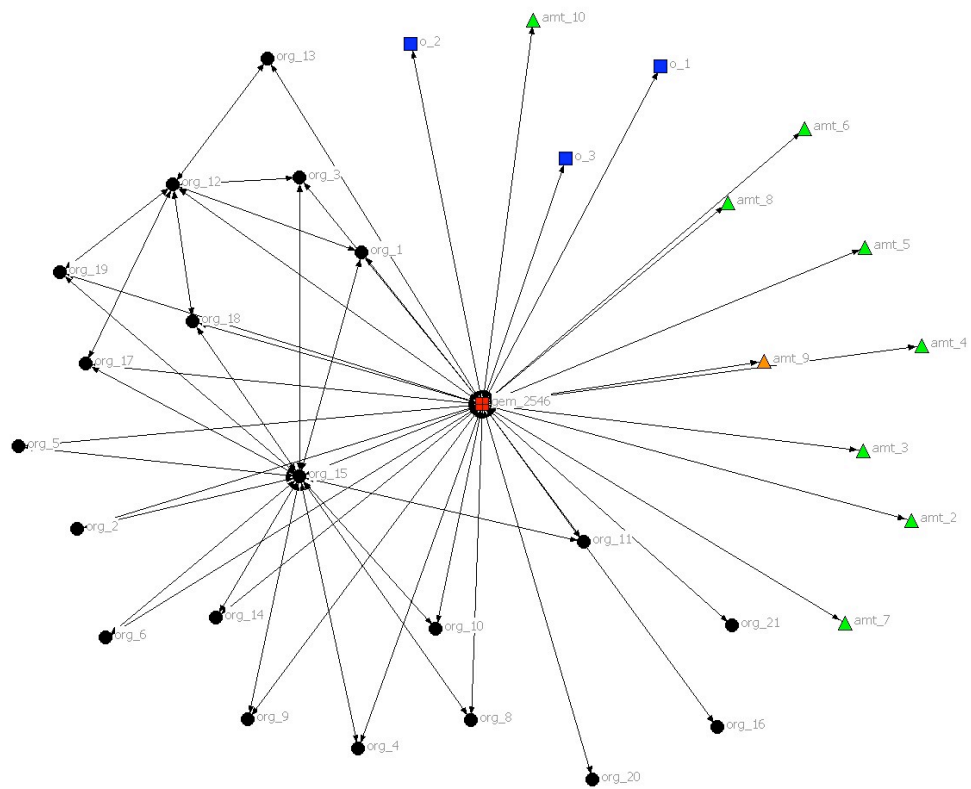 amt_10
o_2
org_13
o_1
amt_6
o_3
org_3
org_12
amt_8
amt_5
org_1
org_19
org_18
amt_4
org_17
amt_9
gem_2546
org_5
amt_3
org_15
amt_2
org_2
org_11
org_14
amt_7
org_21
org_10
org_6
org_9
org_8
org_16
org_4
org_20